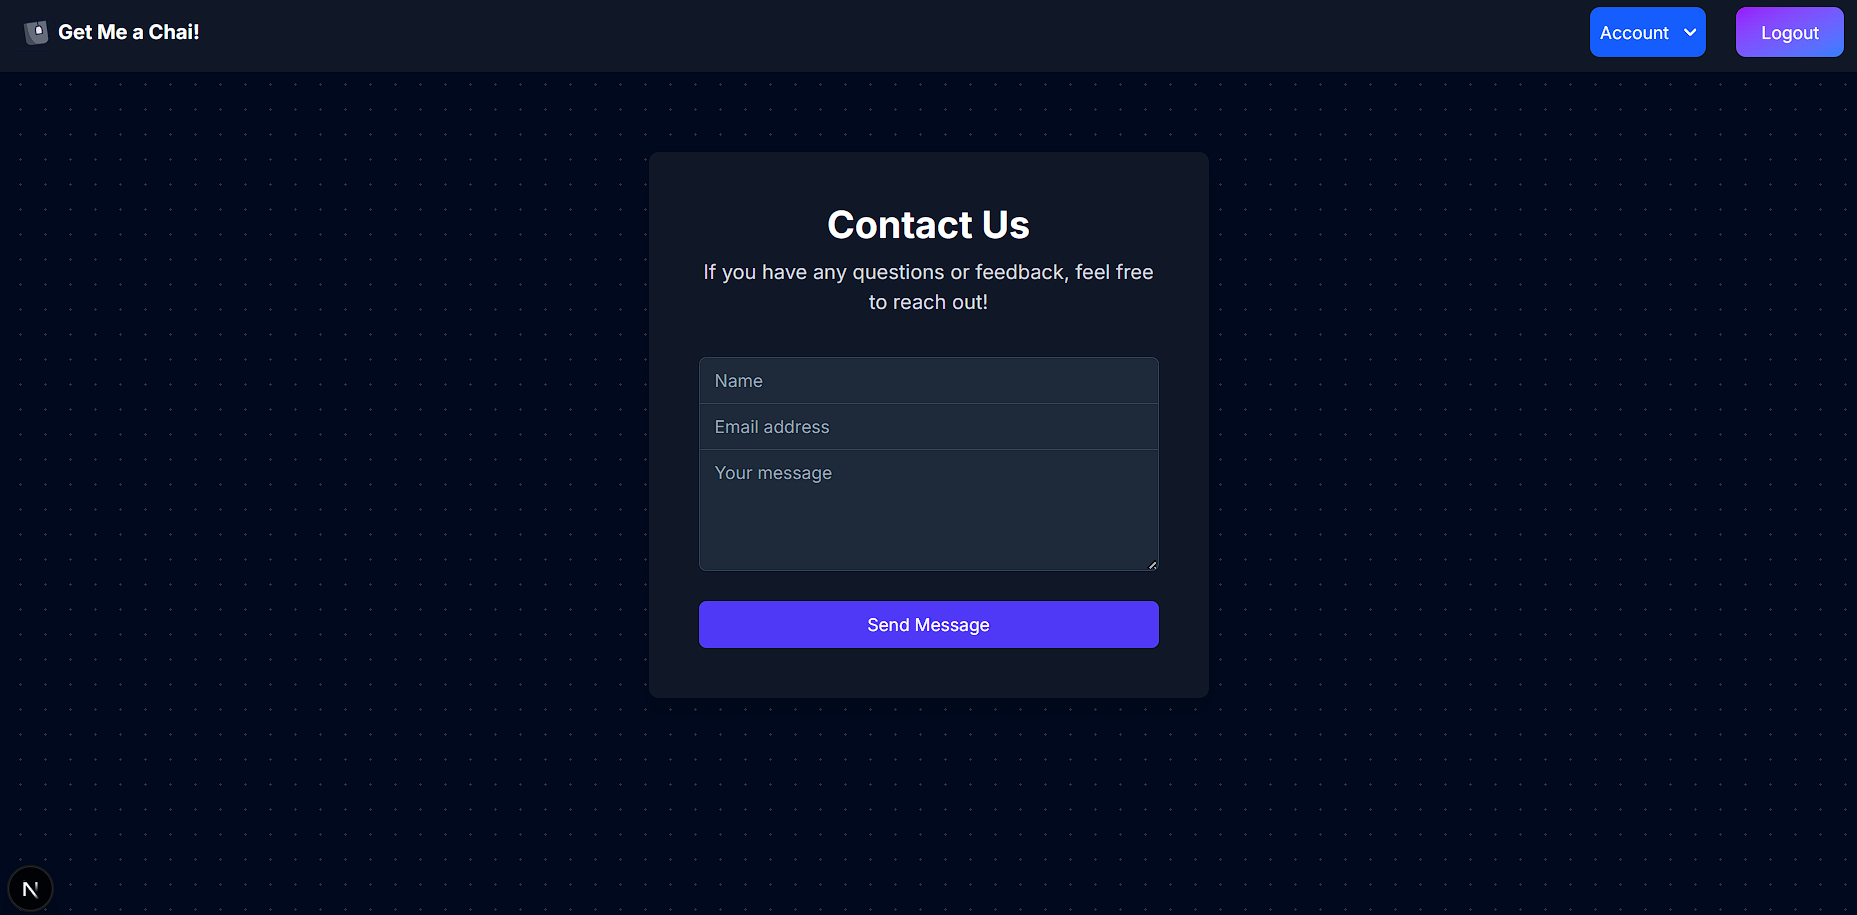 Get Me a Chai!
Account
Logout
Contact Us
If you have any questions or feedback, feel free
to reach out!
Name
Email address
Your message
Send Message
N